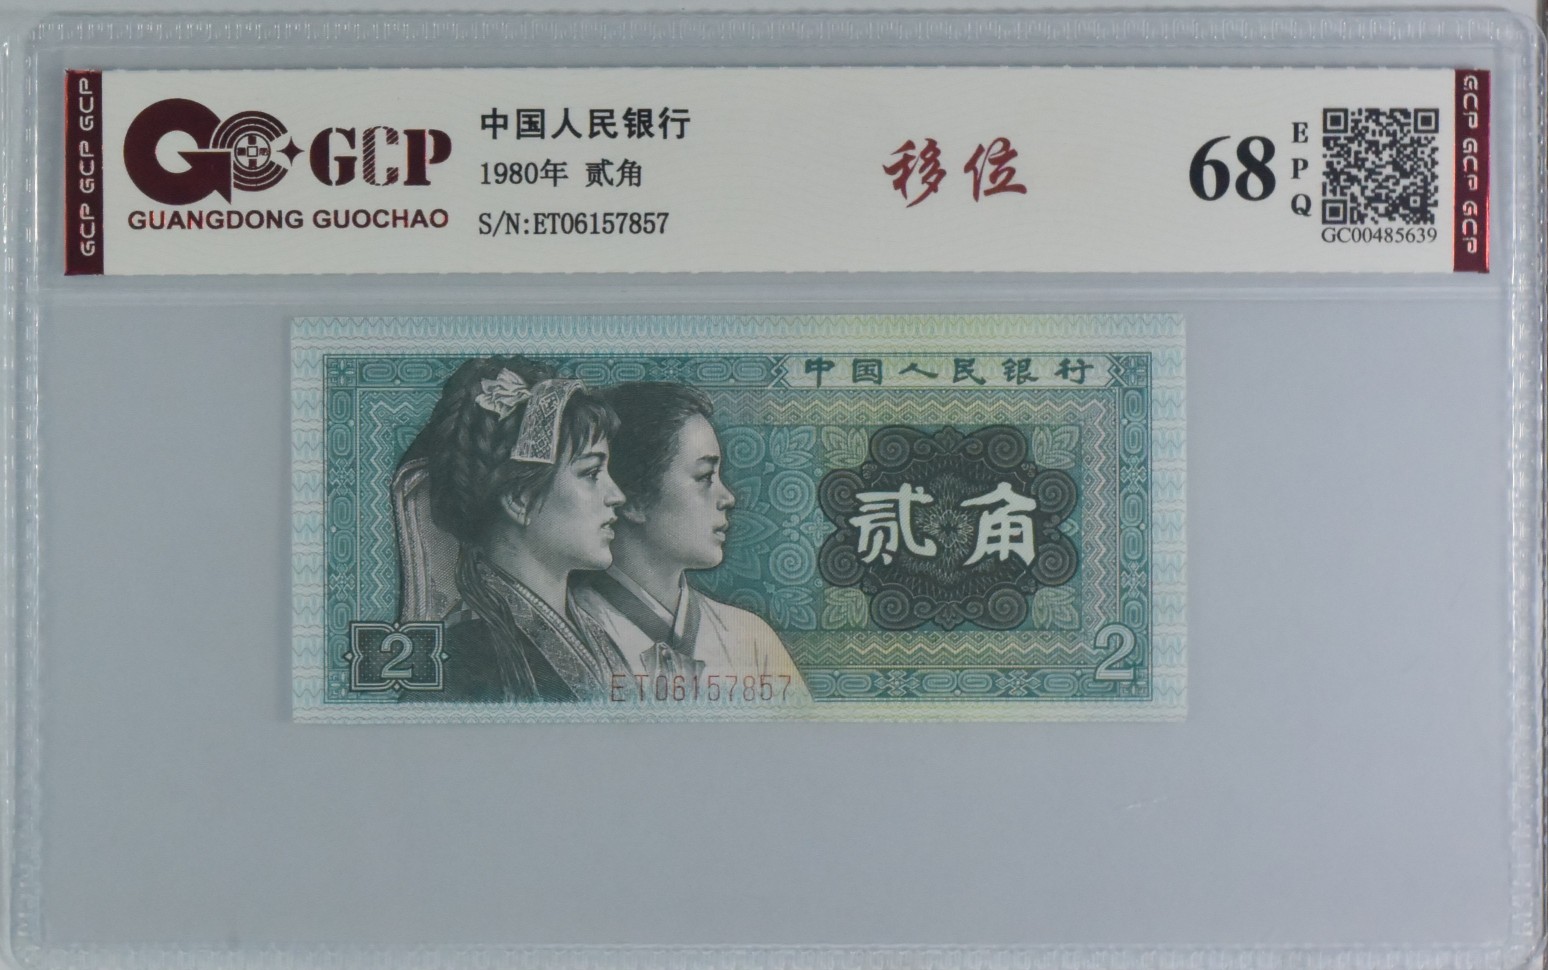 GCP GCP GCP
GCP
GUANGDONG GUOCHAO
中国人民银行
1980年 贰角
S/N:ET06157857
移位
68
EPQ
GC00485639
GCP GCP GCP
中国人民银行
贰角
2
2
ET06157857